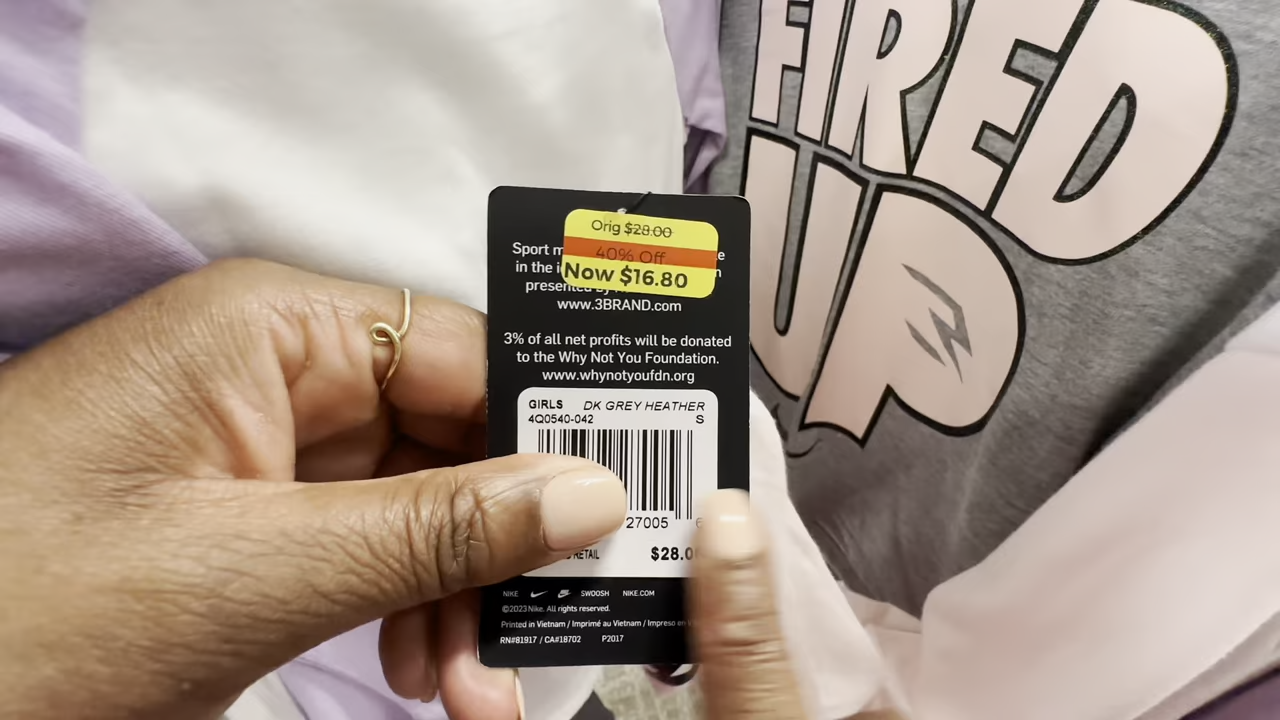 FIRED
UP
Orig $28.00
40% Off
Now $16.80
Sport
in the
presented by
www.3BRAND.com
3% of all net profits will be donated
to the Why Not You Foundation.
www.whynotyoufdn.org
GIRLS DK GREY HEATHER
4Q0540-042 S
27005 6
RETAIL $28.0
NIKE SWOOSH NIKE.COM
©2023 Nike. All rights reserved.
Printed in Vietnam / Imprimé au Vietnam / Impreso en
RN#81917 / CA#18702 P2017